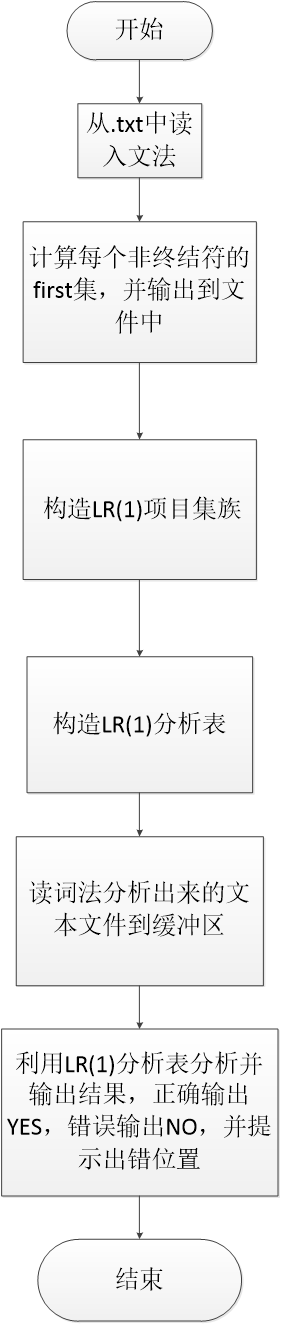 开始
从.txt中读
入文法
计算每个非终结符的
first集，并输出到文
件中
构造LR(1)项目集族
构造LR(1)分析表
读词法分析出来的文
本文件到缓冲区
利用LR(1)分析表分析并
输出结果，正确输出
YES，错误输出NO，并提
示出错位置
结束